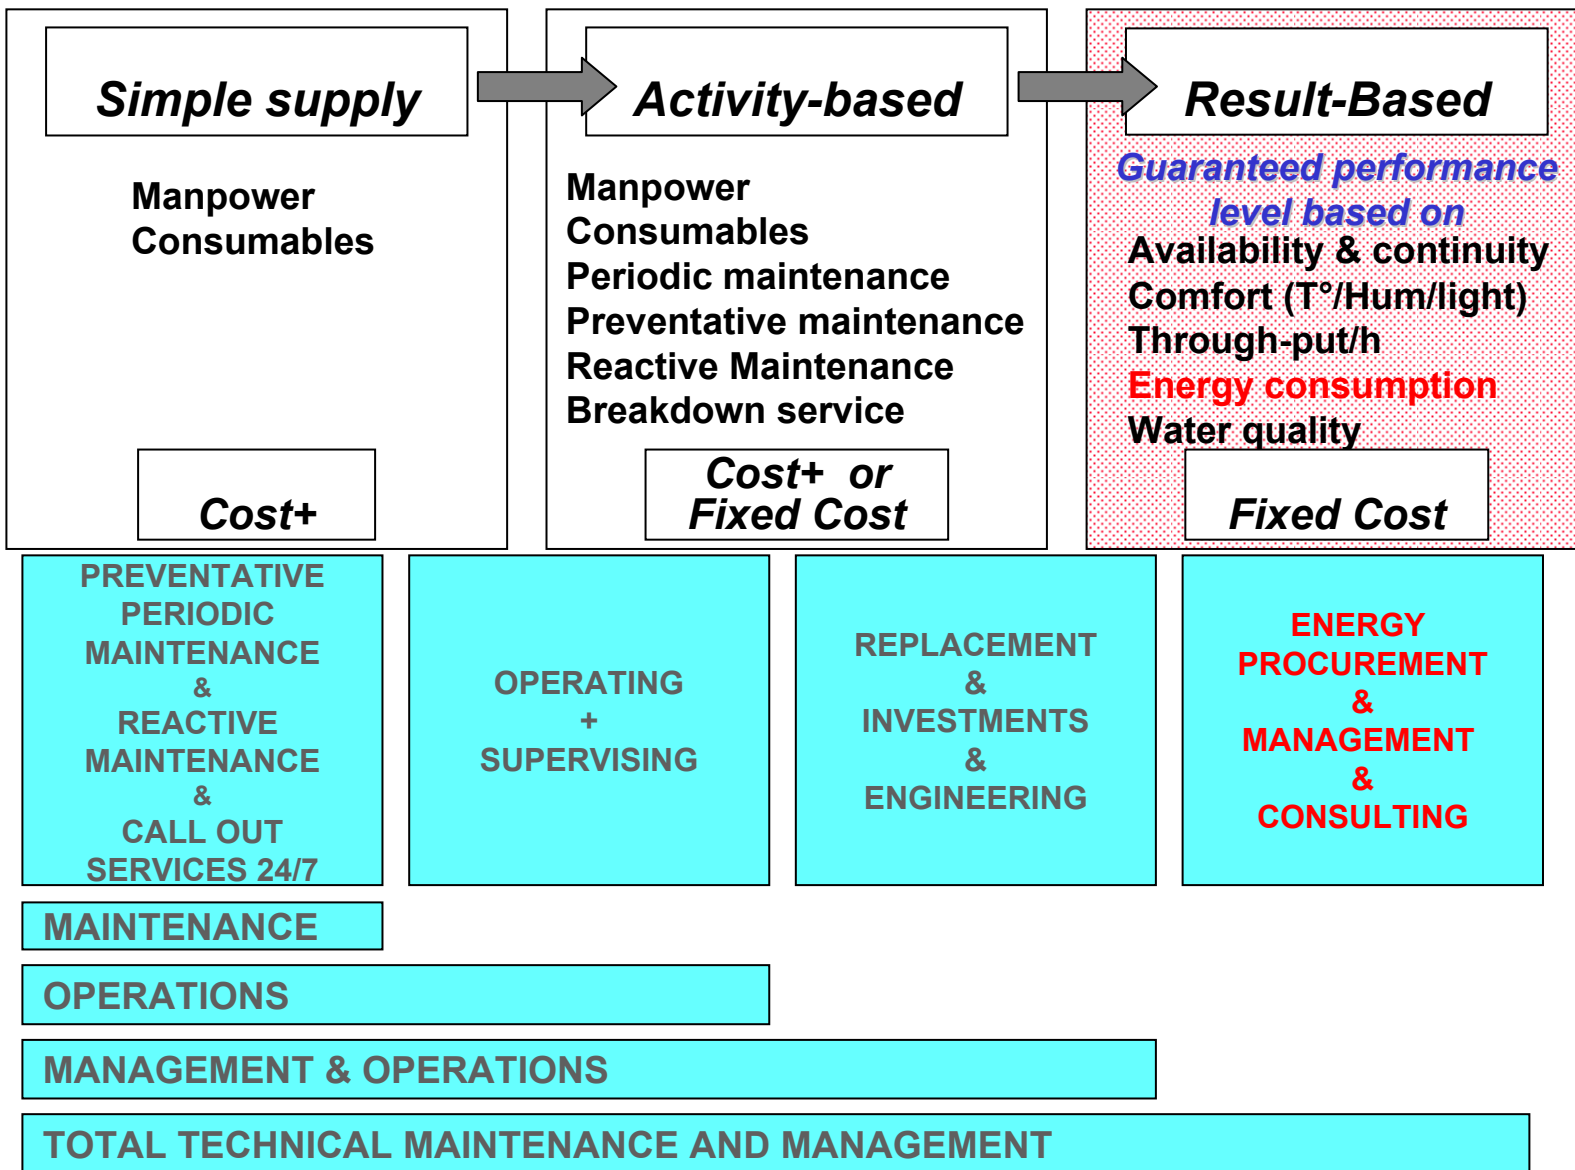 Simple supply
Manpower
Consumables
Cost+
Activity-based
Manpower
Consumables
Periodic maintenance
Preventative maintenance
Reactive Maintenance
Breakdown service
Cost+ or
Fixed Cost
Result-Based
Guaranteed performance
level based on
Availability & continuity
Comfort (T°/Hum/light)
Through-put/h
Energy consumption
Water quality
Fixed Cost
PREVENTATIVE
PERIODIC
MAINTENANCE
&
REACTIVE
MAINTENANCE
&
CALL OUT
SERVICES 24/7
OPERATING
+
SUPERVISING
REPLACEMENT
&
INVESTMENTS
&
ENGINEERING
ENERGY
PROCUREMENT
&
MANAGEMENT
&
CONSULTING
MAINTENANCE
OPERATIONS
MANAGEMENT & OPERATIONS
TOTAL TECHNICAL MAINTENANCE AND MANAGEMENT